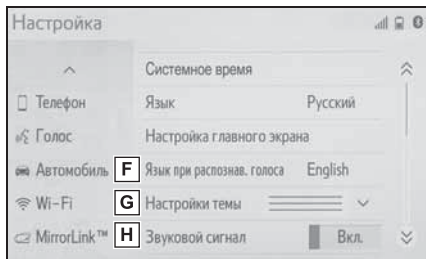 Настройка
Системное время
Телефон Язык Русский
Голос Настройка главного экрана
Автомобиль F Язык при распознав. голоса English
Wi-Fi G Настройки темы
MirrorLink™ H Звуковой сигнал Вкл.